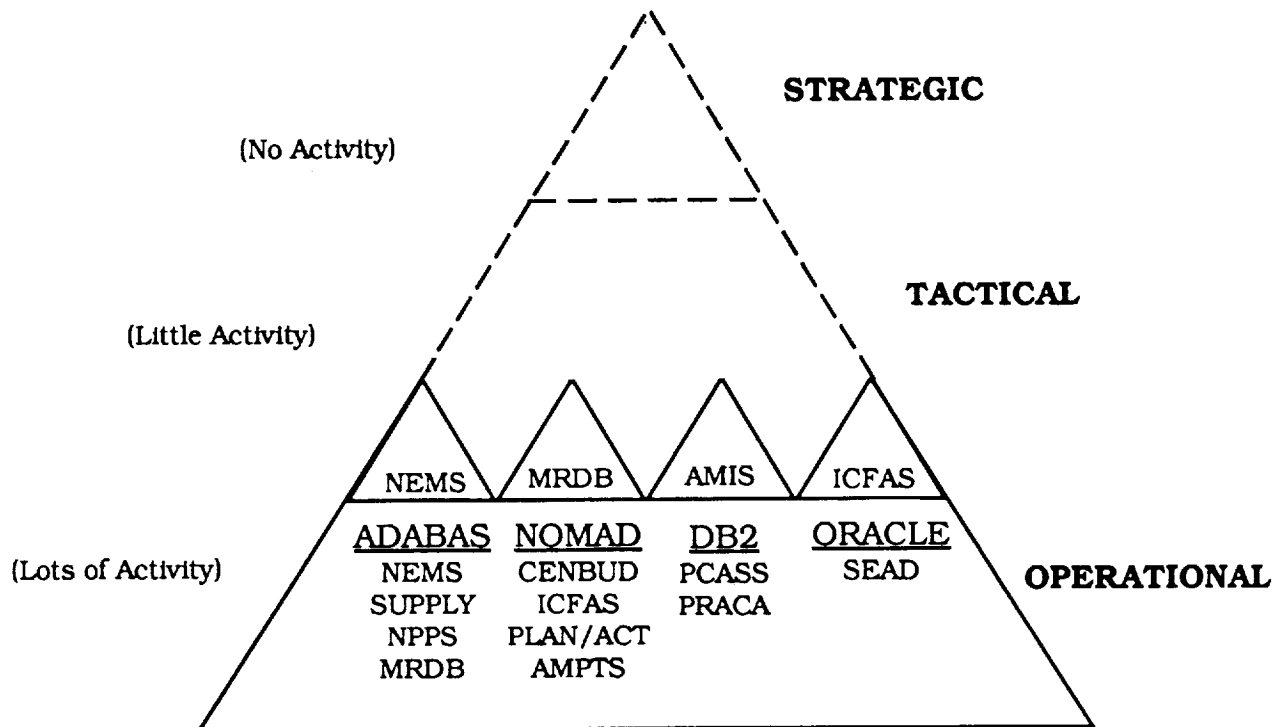 STRATEGIC
(No Activity)
TACTICAL
(Little Activity)
NEMS MRDB AMIS ICFAS
ADABAS NOMAD DB2 ORACLE
NEMS CENBUD PCASS SEAD
(Lots of Activity) OPERATIONAL
SUPPLY ICFAS PRACA
NPPS PLAN/ACT
MRDB AMPTS